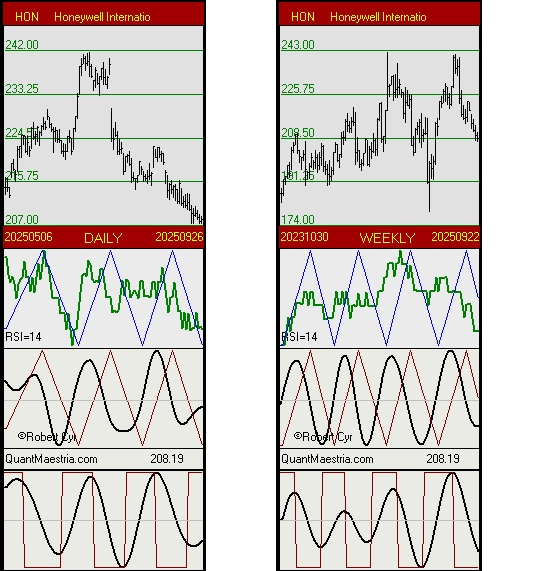 HON Honeywell Internatio
242.00
233.25
224.50
215.75
207.00
20250506 DAILY 20250926
RSI=14
©Robert Cyr
QuantMaestria.com 208.19
HON Honeywell Internatio
243.00
225.75
209.50
191.25
174.00
20231030 WEEKLY 20250922
RSI=14
©Robert Cyr
QuantMaestria.com 208.19